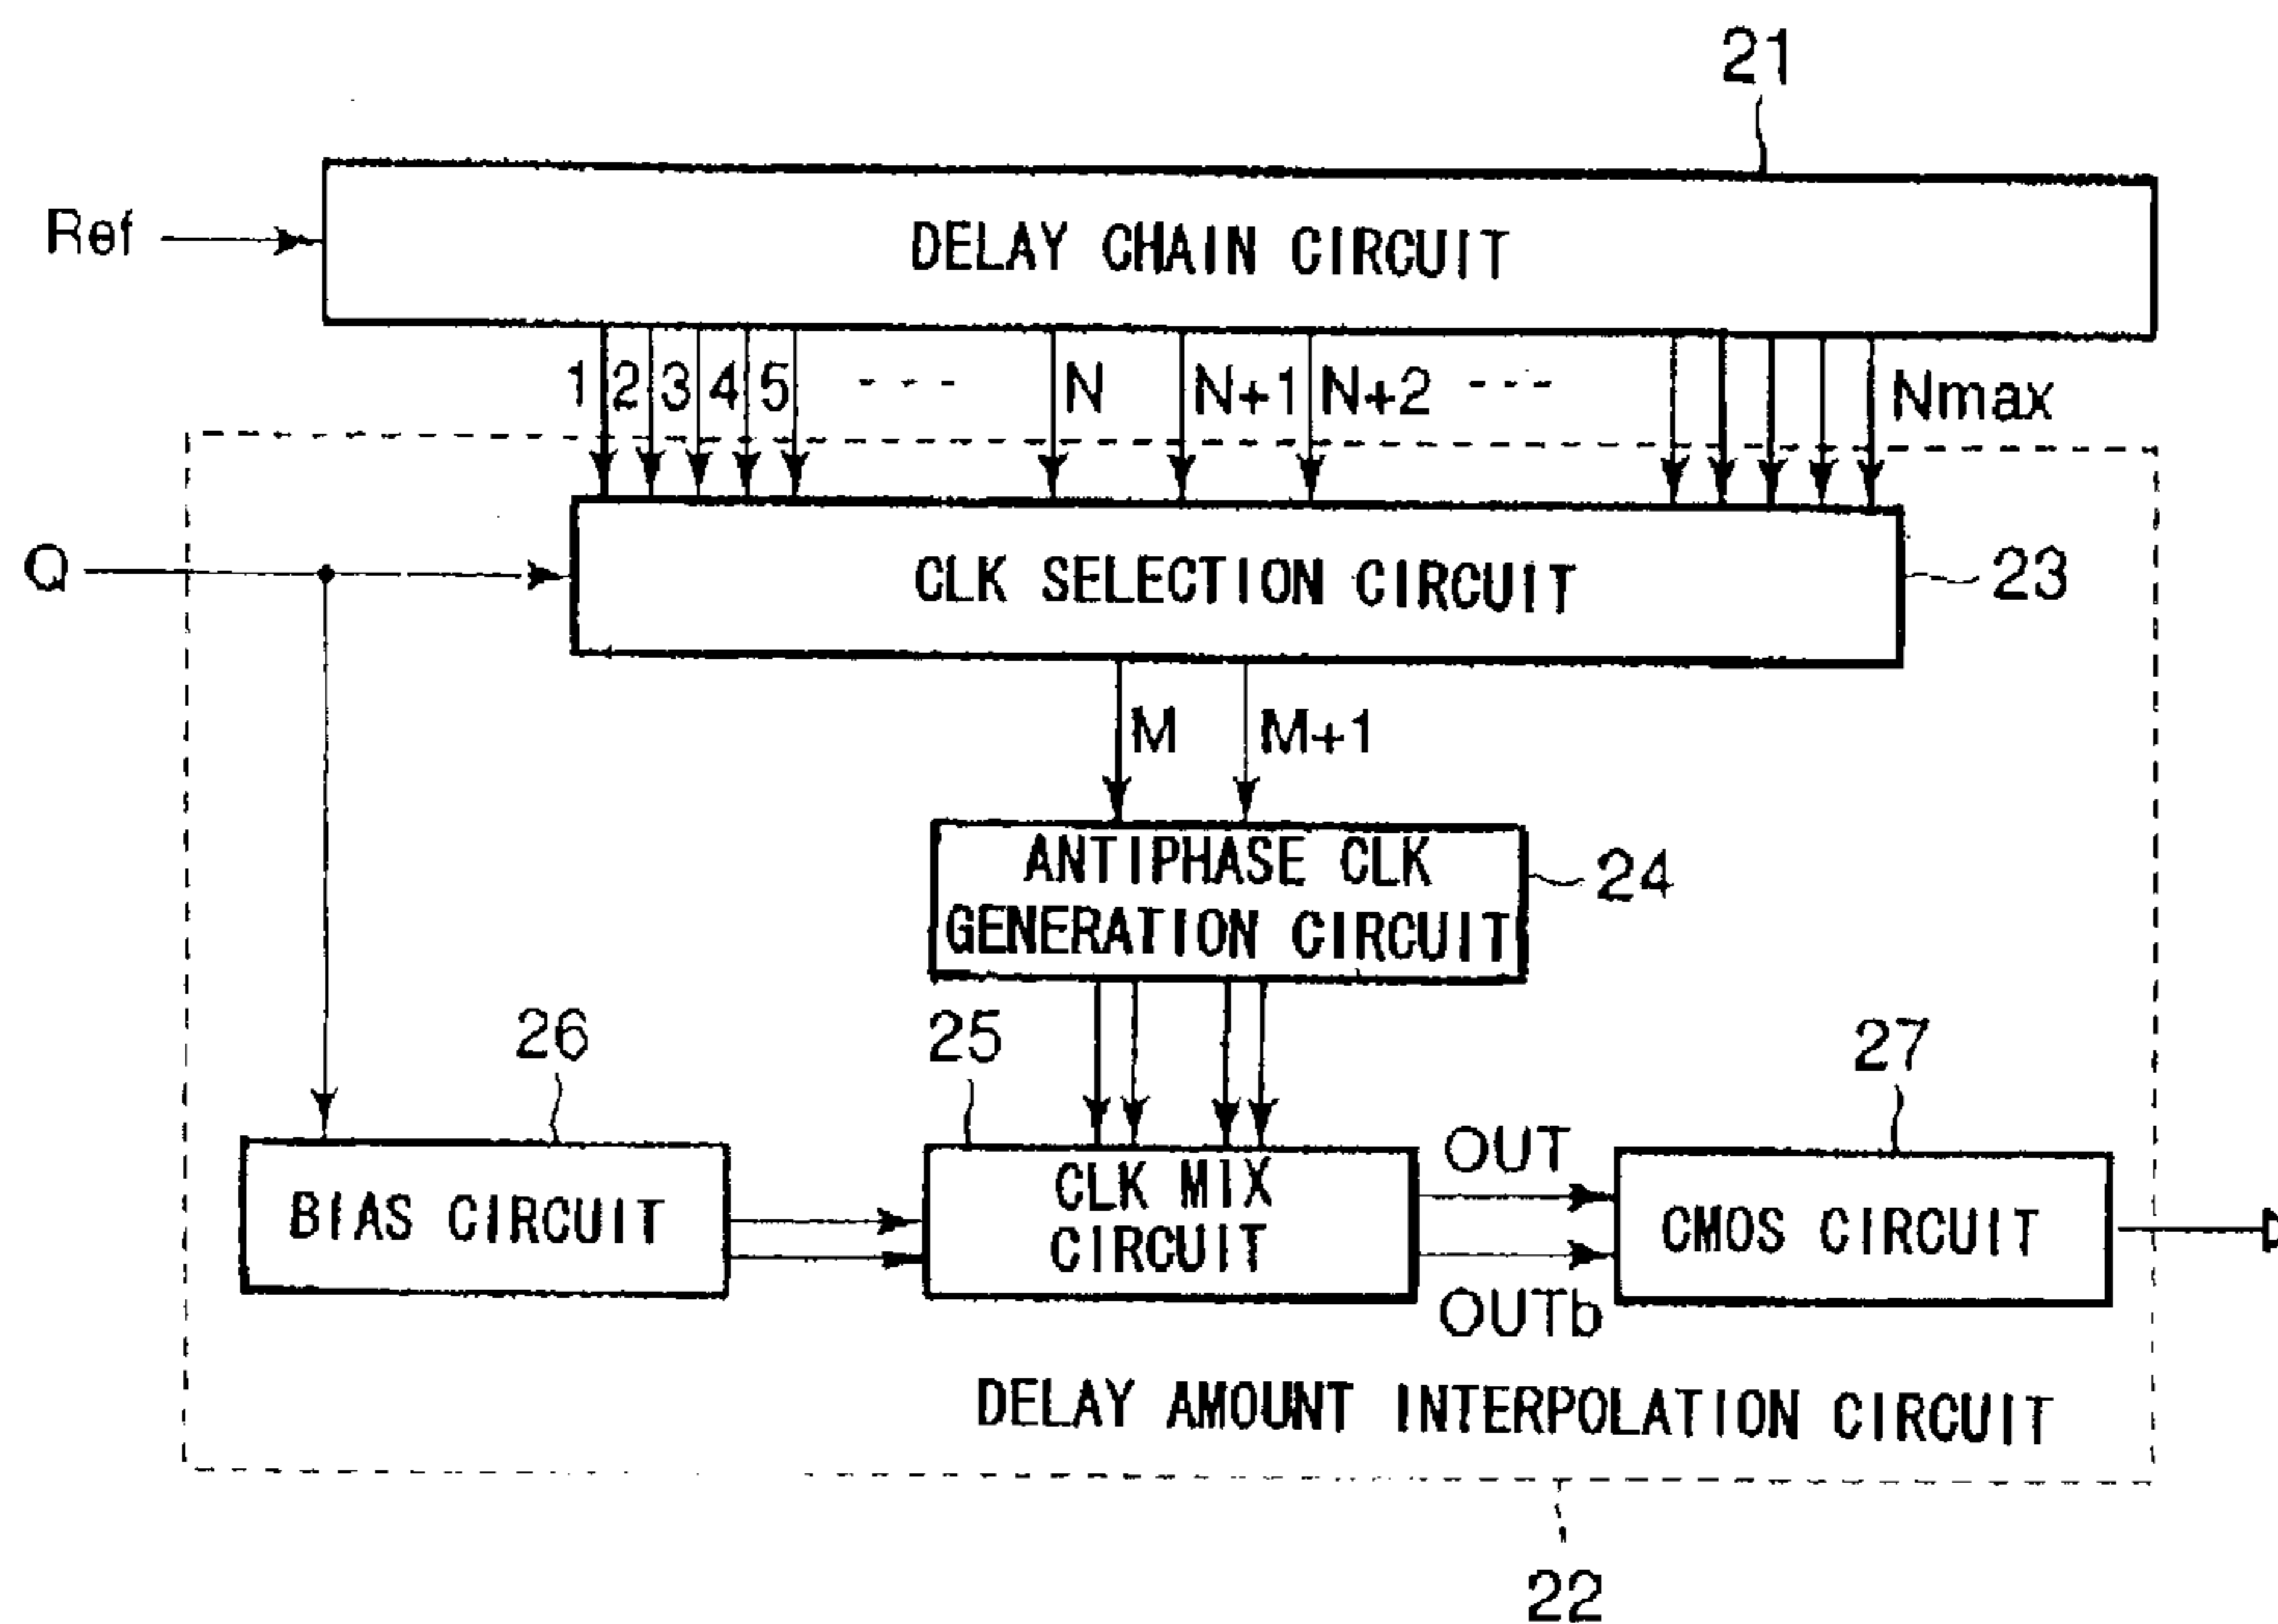 21
Ref
DELAY CHAIN CIRCUIT
1 2 3 4 5 --- N N+1 N+2 --- Nmax
Q
CLK SELECTION CIRCUIT
23
M M+1
ANTIPHASE CLK
GENERATION CIRCUIT
24
26
25
27
BIAS CIRCUIT
CLK MIX
CIRCUIT
OUT
OUTb
CMOS CIRCUIT
DELAY AMOUNT INTERPOLATION CIRCUIT
22